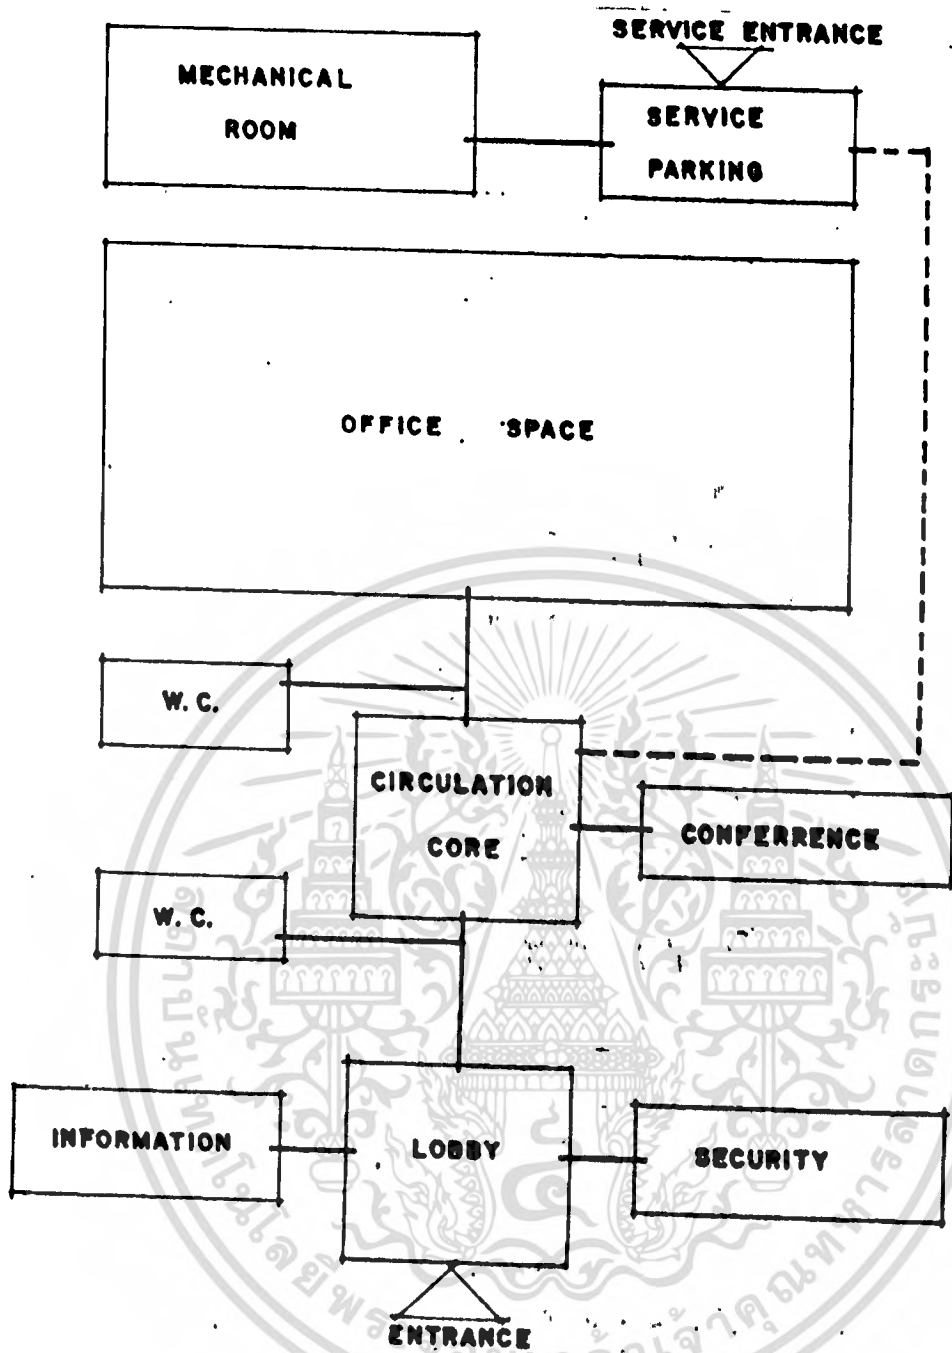 SERVICE ENTRANCE
MECHANICAL
ROOM
SERVICE
PARKING
OFFICE SPACE
W. C.
CIRCULATION
CORE
CONFERRENCE
W. C.
INFORMATION
LOBBY
SECURITY
ENTRANCE